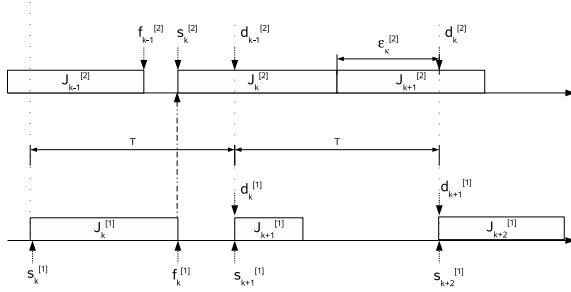 f_{k-1}^{[2]} s_k^{[2]} d_{k-1}^{[2]} d_k^{[2]}
ε_κ^{[2]}
J_{k-1}^{[2]} J_k^{[2]} J_{k+1}^{[2]}
T T
d_k^{[1]} d_{k+1}^{[1]}
J_k^{[1]} J_{k+1}^{[1]} J_{k+2}^{[1]}
s_k^{[1]} f_k^{[1]} s_{k+1}^{[1]} s_{k+2}^{[1]}